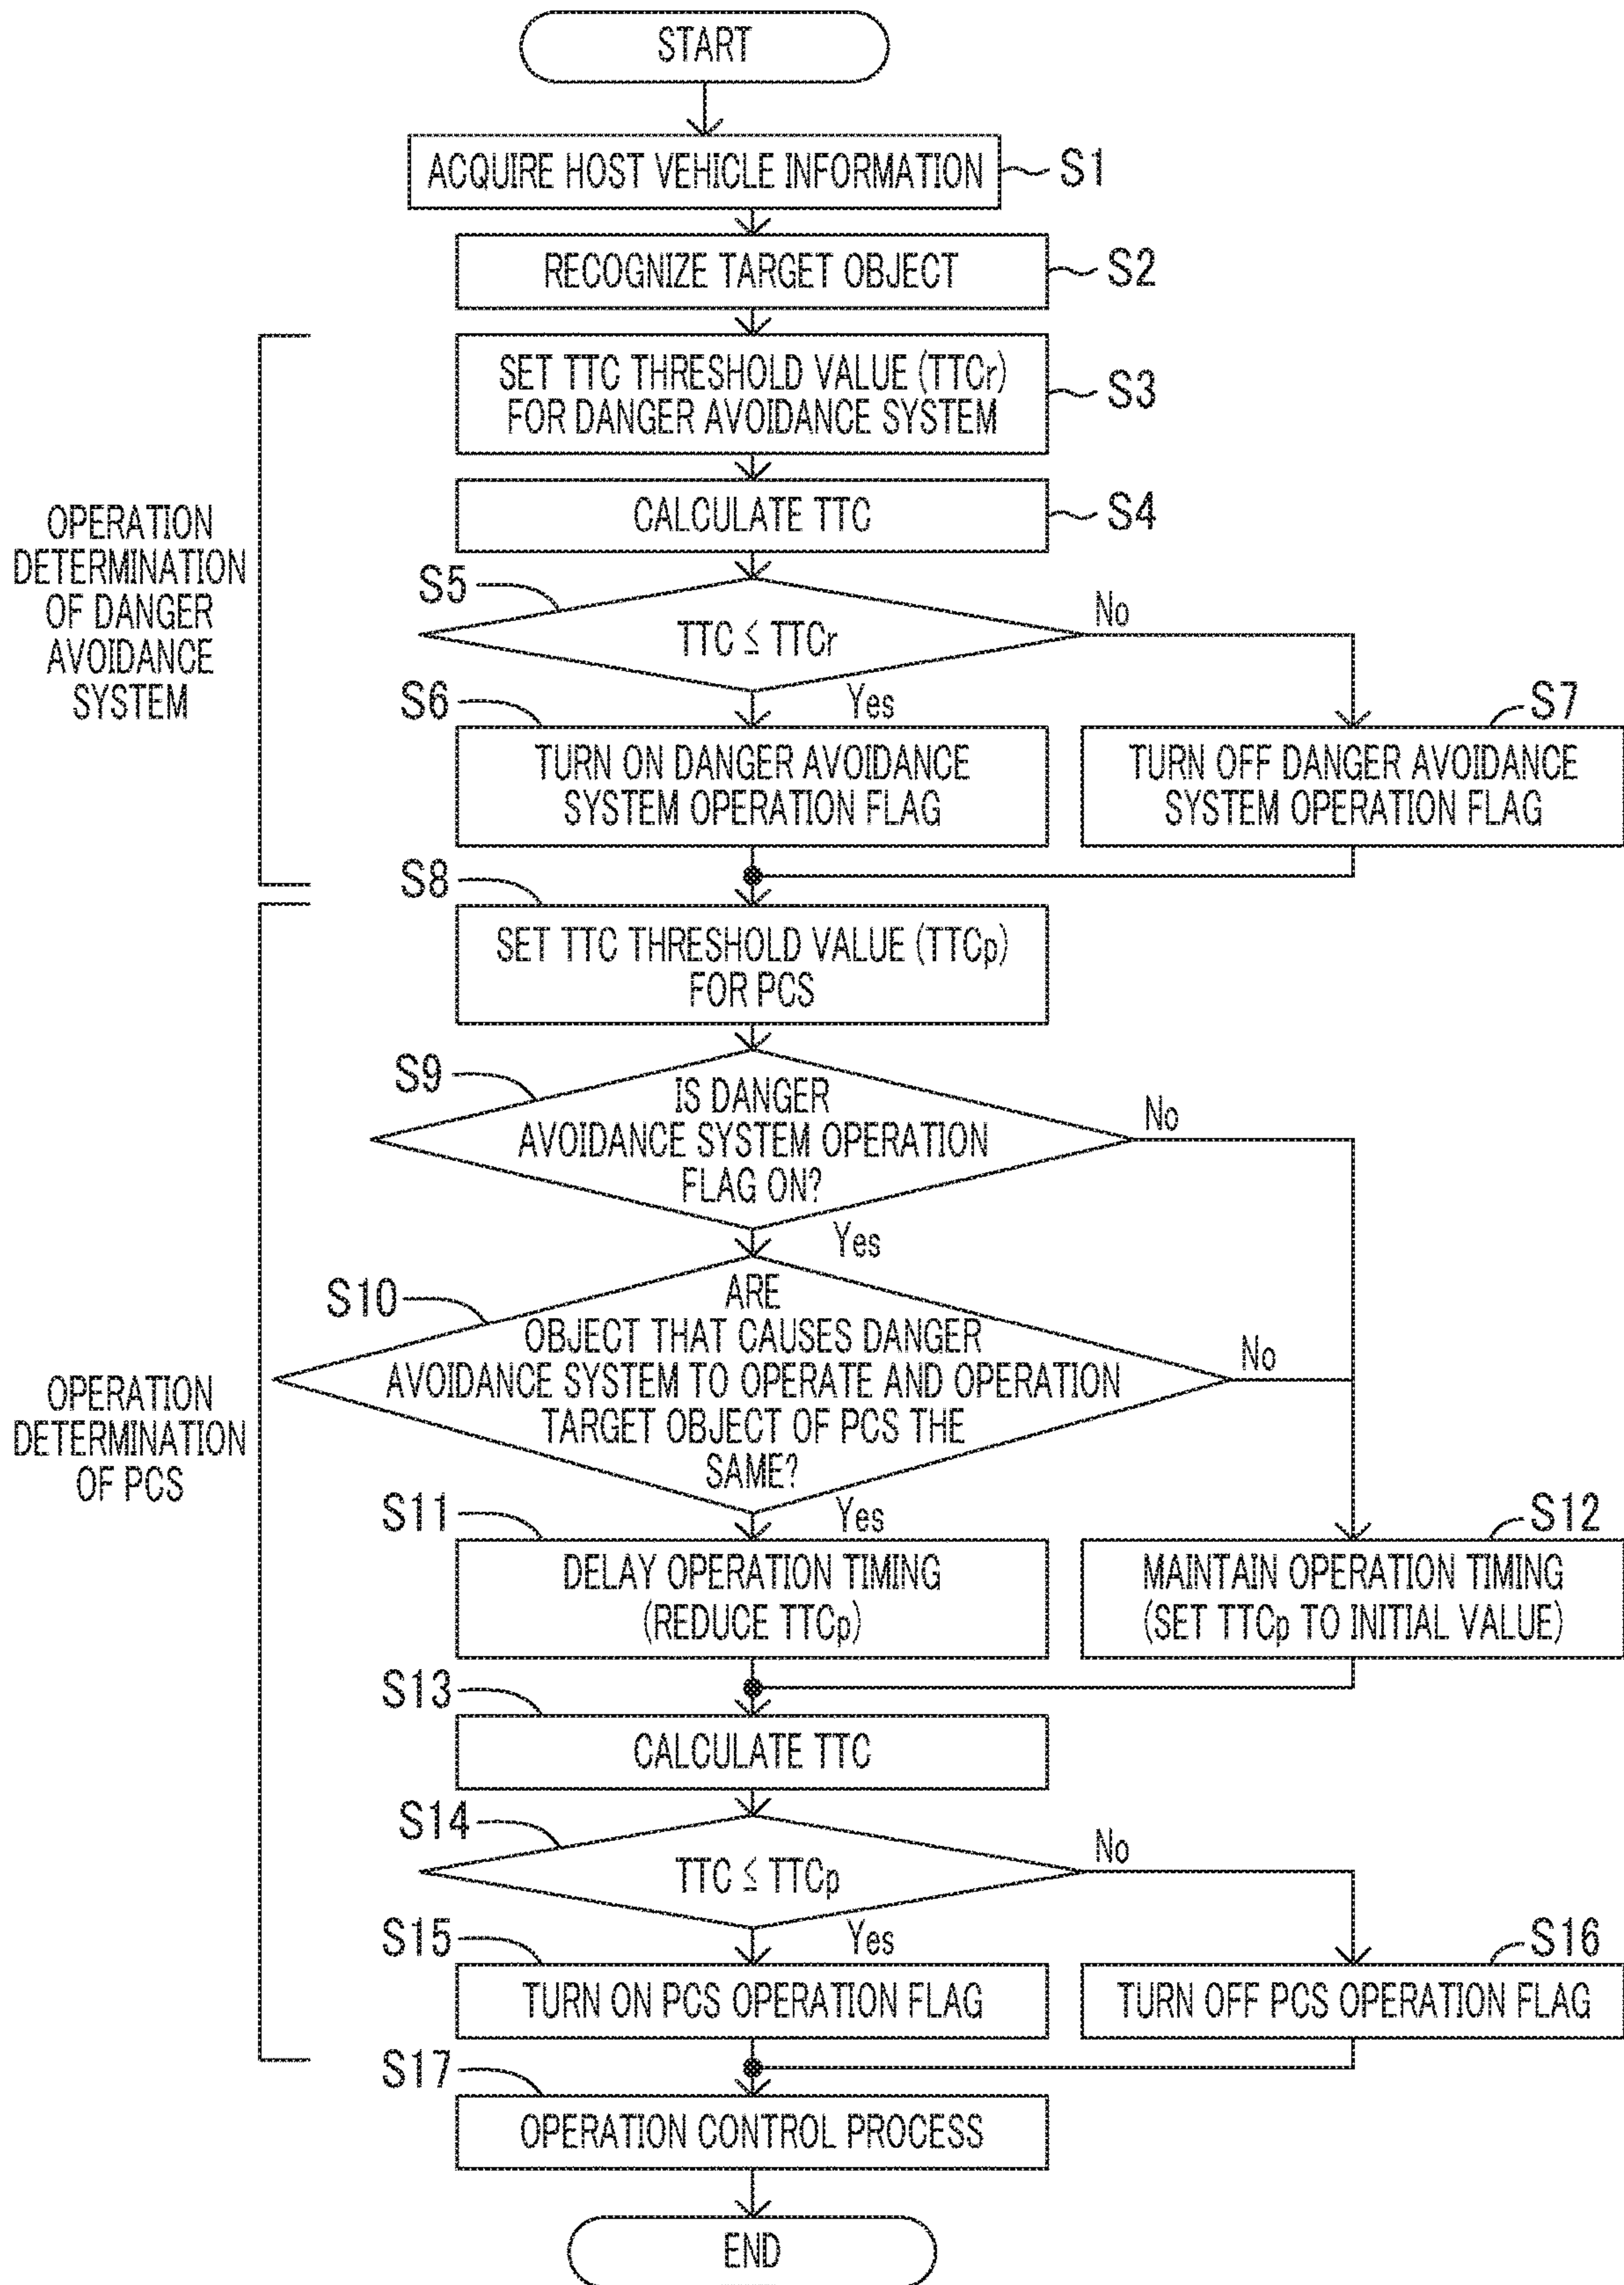 START
ACQUIRE HOST VEHICLE INFORMATION
S1
RECOGNIZE TARGET OBJECT
S2
OPERATION
DETERMINATION
OF DANGER
AVOIDANCE
SYSTEM
SET TTC THRESHOLD VALUE (TTCr)
FOR DANGER AVOIDANCE SYSTEM
S3
CALCULATE TTC
S4
S5
TTC ≦ TTCr
No
Yes
S6
TURN ON DANGER AVOIDANCE
SYSTEM OPERATION FLAG
S7
TURN OFF DANGER AVOIDANCE
SYSTEM OPERATION FLAG
OPERATION
DETERMINATION
OF PCS
S8
SET TTC THRESHOLD VALUE (TTCp)
FOR PCS
S9
IS DANGER
AVOIDANCE SYSTEM OPERATION
FLAG ON?
No
Yes
S10
ARE
OBJECT THAT CAUSES DANGER
AVOIDANCE SYSTEM TO OPERATE AND OPERATION
TARGET OBJECT OF PCS THE
SAME?
No
Yes
S11
DELAY OPERATION TIMING
(REDUCE TTCp)
S12
MAINTAIN OPERATION TIMING
(SET TTCp TO INITIAL VALUE)
S13
CALCULATE TTC
S14
TTC ≦ TTCp
No
Yes
S15
TURN ON PCS OPERATION FLAG
S16
TURN OFF PCS OPERATION FLAG
S17
OPERATION CONTROL PROCESS
END